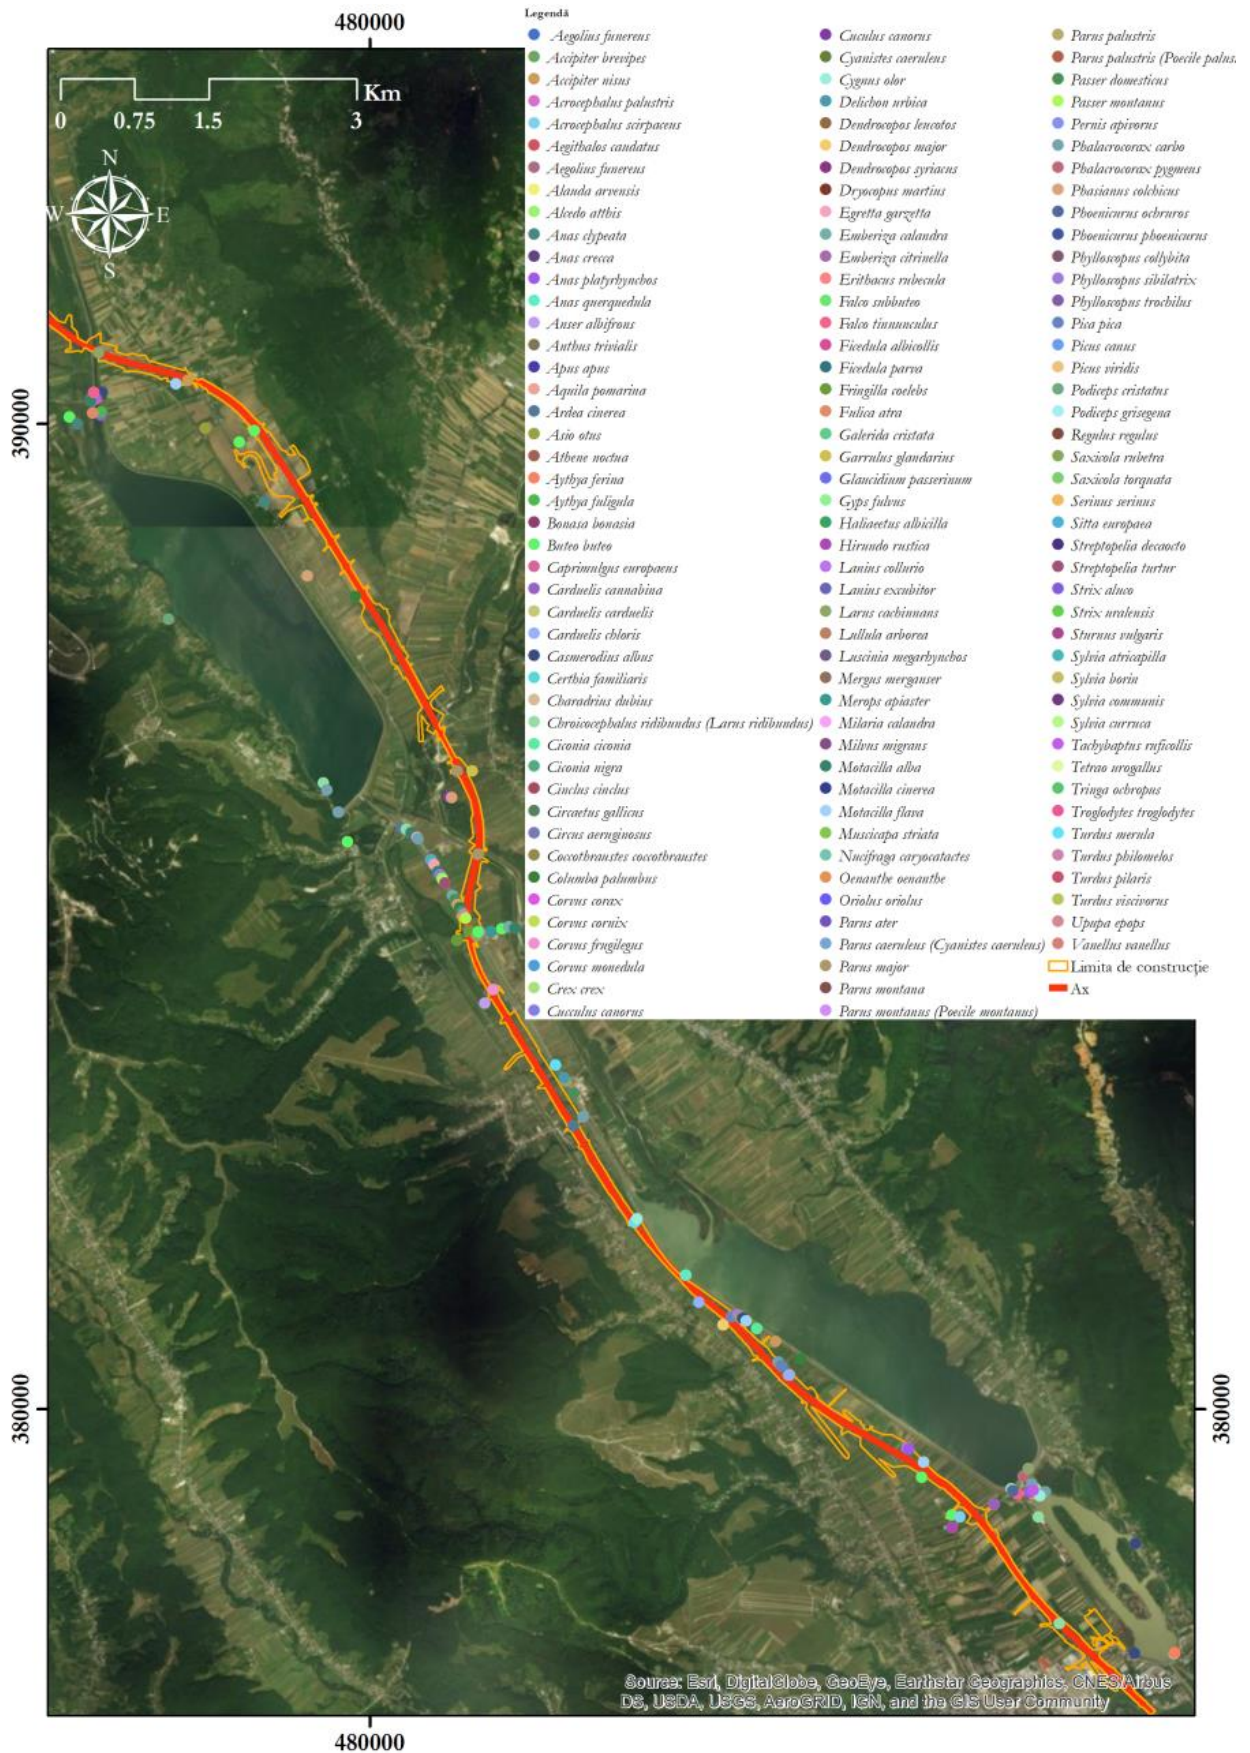 480000
Legendă
Aegolius funereus
Accipiter brevipes
Accipiter nisus
Acrocephalus palustris
Acrocephalus scirpaceus
Aegithalos caudatus
Aegolius funereus
Alauda arvensis
Alcedo atthis
Anas clypeata
Anas crecca
Anas platyrhynchos
Anas querquedula
Anser albifrons
Anthus trivialis
Apus apus
Aquila pomarina
Ardea cinerea
Asio otus
Athene noctua
Aythya ferina
Aythya fuligula
Bonasa bonasia
Buteo buteo
Caprimulgus europaeus
Carduelis cannabina
Carduelis carduelis
Carduelis chloris
Casmerodius albus
Certhia familiaris
Charadrius dubius
Chroicocephalus ridibundus (Larus ridibundus)
Ciconia ciconia
Ciconia nigra
Cinclus cinclus
Circaetus gallicus
Circus aeruginosus
Coccothraustes coccothraustes
Columba palumbus
Corvus corax
Corvus cornix
Corvus frugilegus
Corvus monedula
Crex crex
Cucculus canorus
Cuculus canorus
Cyanistes caeruleus
Cygnus olor
Delichon urbica
Dendrocopos leucotos
Dendrocopos major
Dendrocopos syriacus
Dryocopus martius
Egretta garzetta
Emberiza calandra
Emberiza citrinella
Erithacus rubecula
Falco subbuteo
Falco tinnunculus
Ficedula albicollis
Ficedula parva
Fringilla coelebs
Fulica atra
Galerida cristata
Garrulus glandarius
Glaucidium passerinum
Gyps fulvus
Haliaeetus albicilla
Hirundo rustica
Lanius collurio
Lanius excubitor
Larus cachinnans
Lullula arborea
Luscinia megarhynchos
Mergus merganser
Merops apiaster
Milaria calandra
Milvus migrans
Motacilla alba
Motacilla cinerea
Motacilla flava
Muscicapa striata
Nucifraga caryocatactes
Oenanthe oenanthe
Oriolus oriolus
Parus ater
Parus caeruleus (Cyanistes caeruleus)
Parus major
Parus montana
Parus montanus (Poecile montanus)
Parus palustris
Parus palustris (Poecile palus
Passer domesticus
Passer montanus
Pernis apivorus
Phalacrocorax carbo
Phalacrocorax pygmeus
Phasianus colchicus
Phoenicurus ochruros
Phoenicurus phoenicurus
Phylloscopus collybita
Phylloscopus sibilatrix
Phylloscopus trochilus
Pica pica
Picus canus
Picus viridis
Podiceps cristatus
Podiceps grisegena
Regulus regulus
Saxicola rubetra
Saxicola torquata
Serinus serinus
Sitta europaea
Streptopelia decaocto
Streptopelia turtur
Strix aluco
Strix uralensis
Sturnus vulgaris
Sylvia atricapilla
Sylvia borin
Sylvia communis
Sylvia curruca
Tachybaptus ruficollis
Tetrao urogallus
Tringa ochropus
Troglodytes troglodytes
Turdus merula
Turdus philomelos
Turdus pilaris
Turdus viscivorus
Upupa epops
Vanellus vanellus
Limita de construcție
Ax
Km
0 0.75 1.5 3
N
W E
S
390000
380000
380000
Source: Esri, DigitalGlobe, GeoEye, Earthstar Geographics, CNES/Airbus
DS, USDA, USGS, AeroGRID, IGN, and the GIS User Community
480000